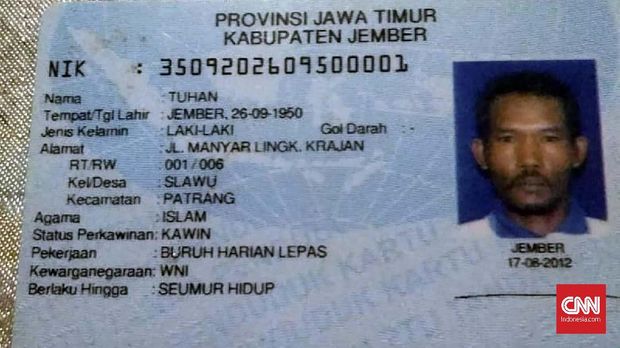 PROVINSI JAWA TIMUR
KABUPATEN JEMBER
NIK : 3509202609500001
Nama : TUHAN
Tempat/Tgl Lahir : JEMBER, 26-09-1950
Jenis Kelamin : LAKI-LAKI Gol Darah : -
Alamat : JL. MANYAR LINGK. KRAJAN
RT/RW : 001 / 006
Kel/Desa : SLAWU
Kecamatan : PATRANG
Agama : ISLAM
Status Perkawinan: KAWIN
Pekerjaan : BURUH HARIAN LEPAS
Kewarganegaraan: WNI
Berlaku Hingga : SEUMUR HIDUP
JEMBER
17-08-2012
CNN
Indonesia.com